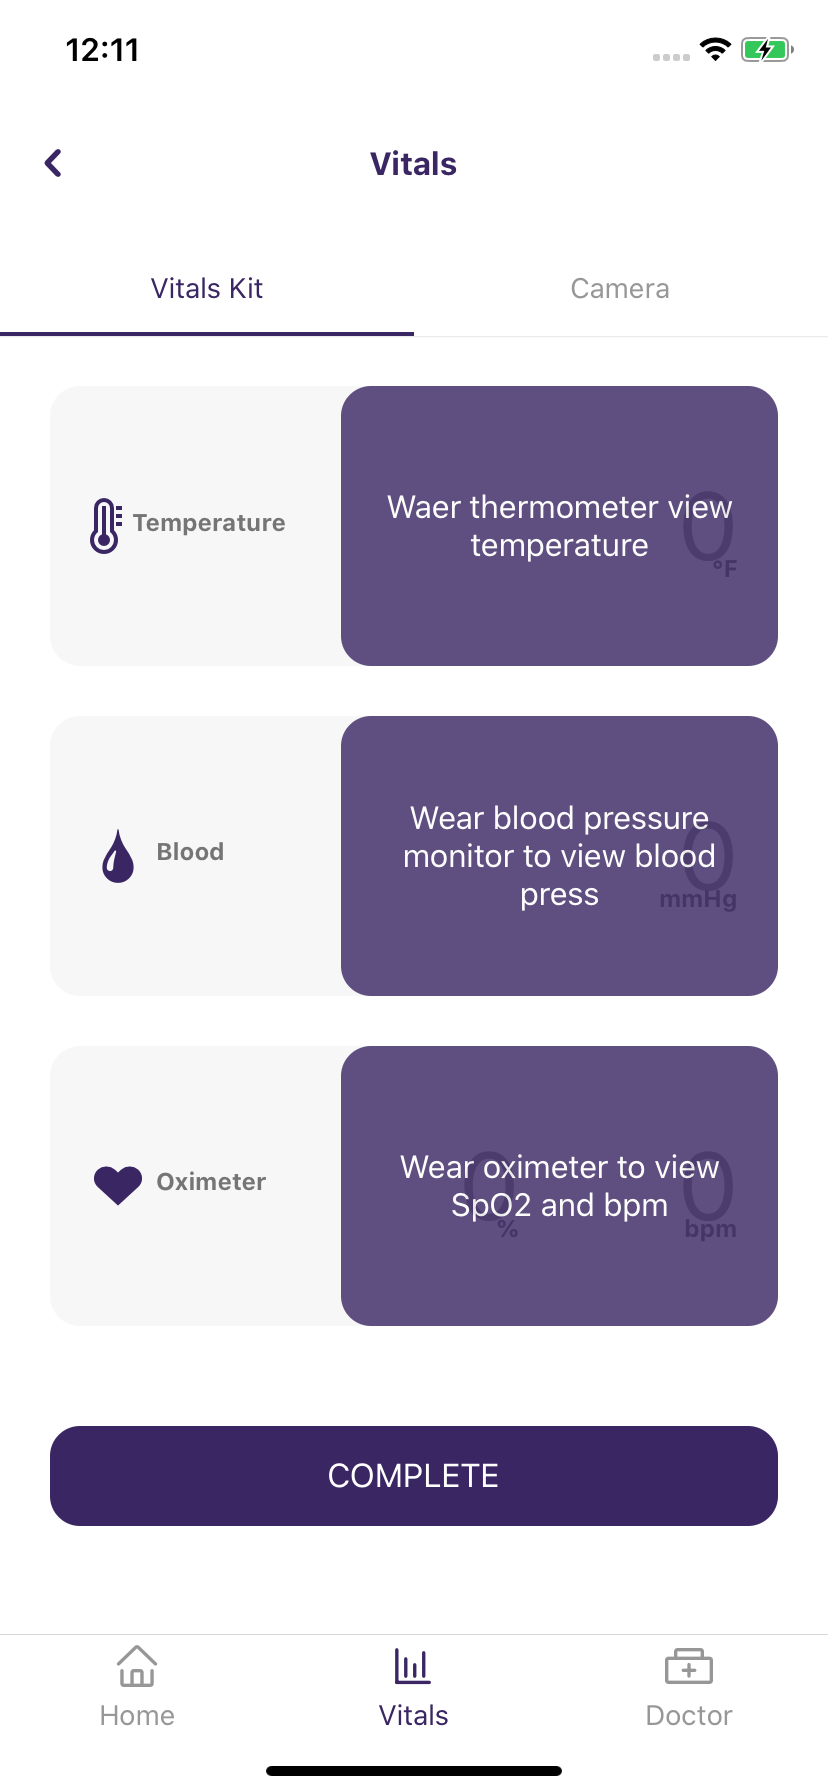 12:11
Vitals
Vitals Kit
Camera
Temperature
Waer thermometer view
temperature
0
°F
Blood
Wear blood pressure
monitor to view blood
press
0
mmHg
Oximeter
Wear oximeter to view
SpO2 and bpm
0
%
0
bpm
COMPLETE
Home
Vitals
Doctor